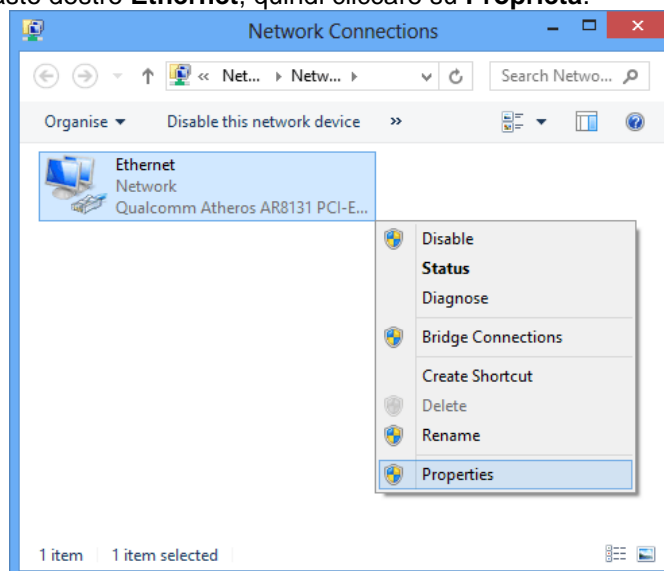 destro Ethernet, quindi cliccare su Proprietà.
Network Connections
« Net... Netw...
Search Netwo...
Organise Disable this network device »
Ethernet
Network
Qualcomm Atheros AR8131 PCI-E...
Disable
Status
Diagnose
Bridge Connections
Create Shortcut
Delete
Rename
Properties
1 item 1 item selected